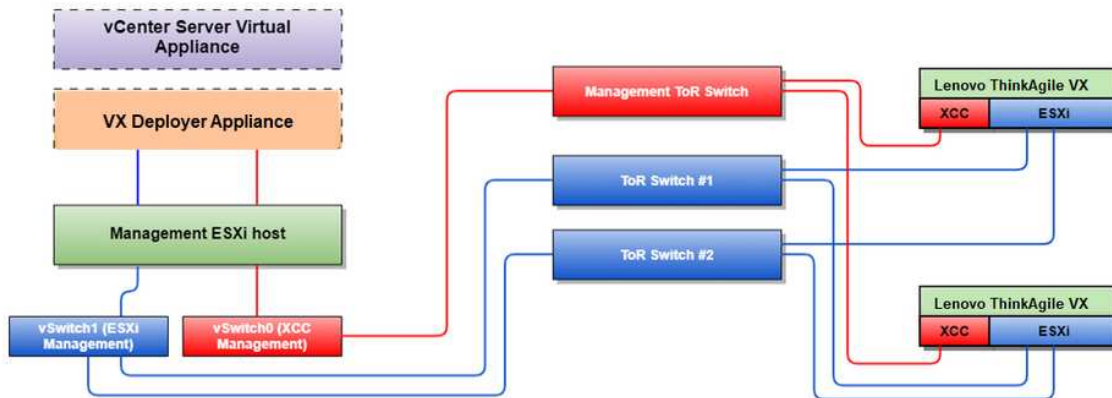 vCenter Server Virtual
Appliance
VX Deployer Appliance
Management ESXi host
vSwitch1 (ESXi
Management)
vSwitch0 (XCC
Management)
Management ToR Switch
ToR Switch #1
ToR Switch #2
Lenovo ThinkAgile VX
XCC
ESXi
Lenovo ThinkAgile VX
XCC
ESXi